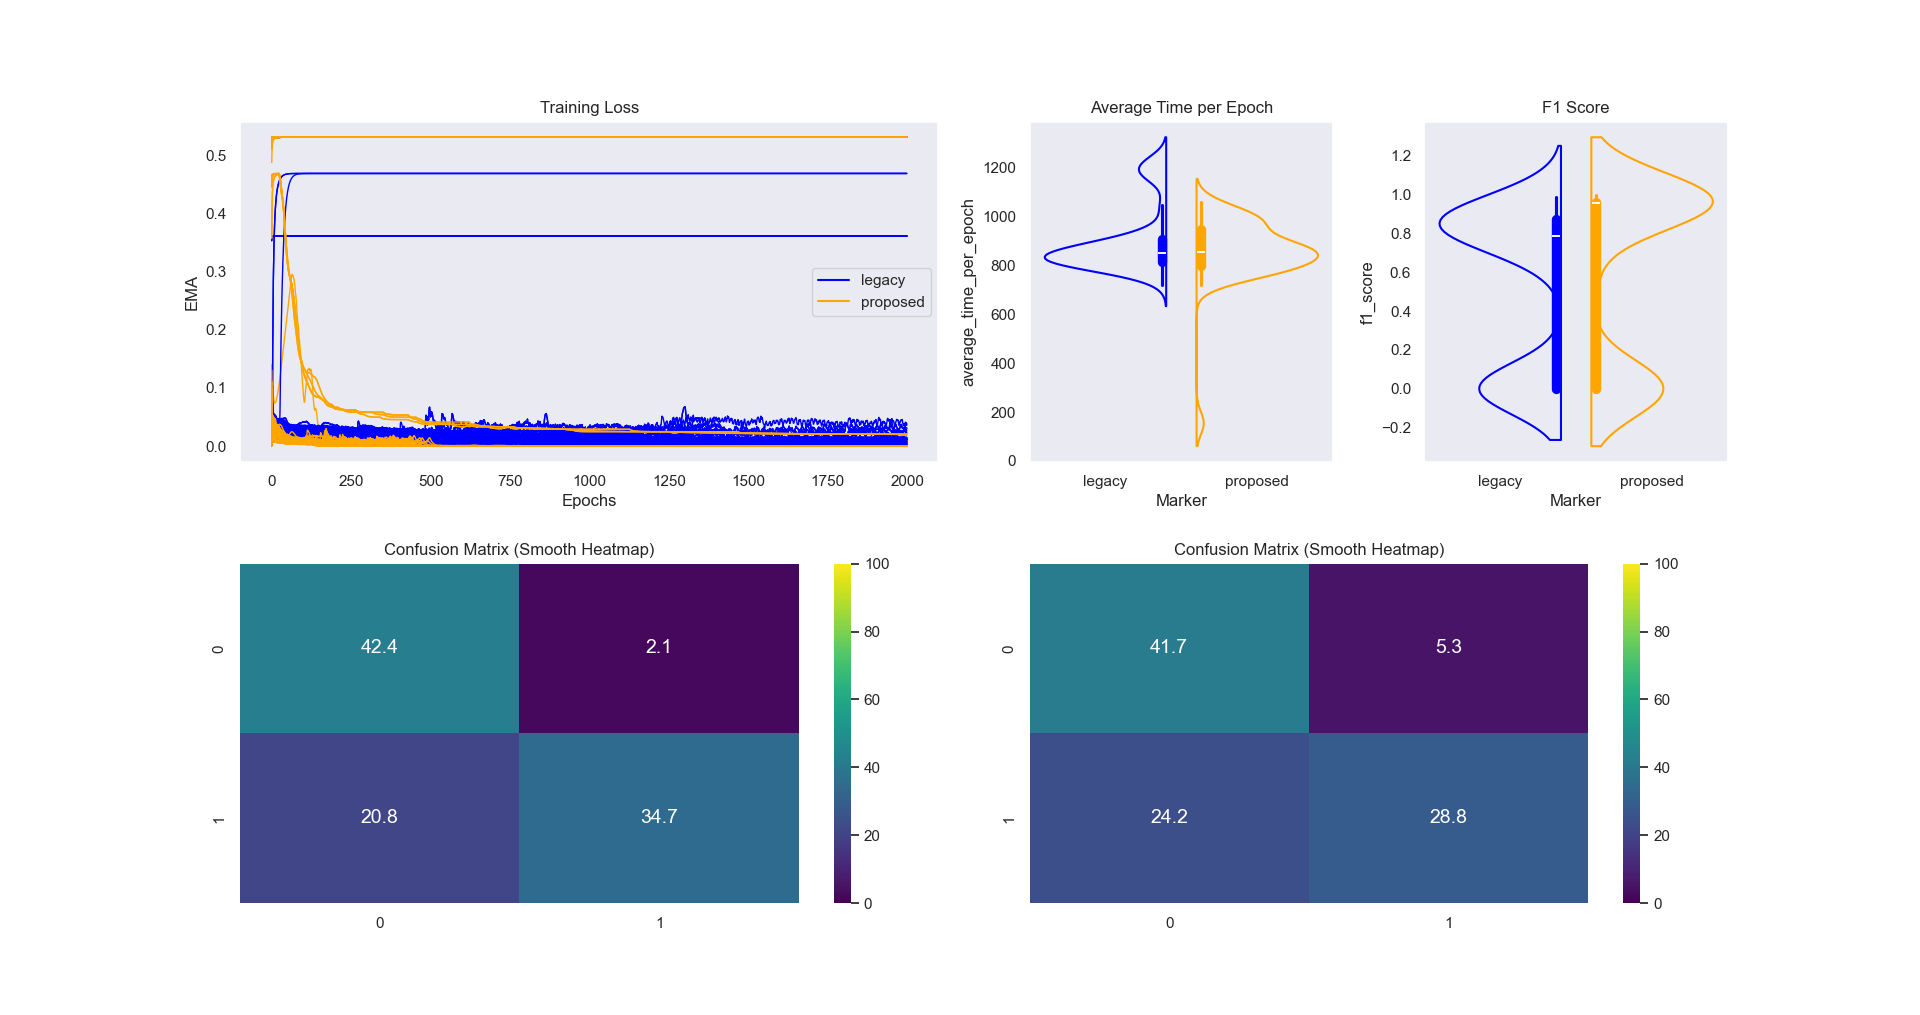 Training Loss
0.5
0.4
0.3
0.2
0.1
0.0
EMA
legacy
proposed
0 250 500 750 1000 1250 1500 1750 2000
Epochs
Average Time per Epoch
1200
1000
800
600
400
200
0
average_time_per_epoch
legacy proposed
Marker
F1 Score
1.2
1.0
0.8
0.6
0.4
0.2
0.0
−0.2
f1_score
legacy proposed
Marker
Confusion Matrix (Smooth Heatmap)
0
1
42.4 2.1
20.8 34.7
0 1
100
80
60
40
20
0
Confusion Matrix (Smooth Heatmap)
0
1
41.7 5.3
24.2 28.8
0 1
100
80
60
40
20
0